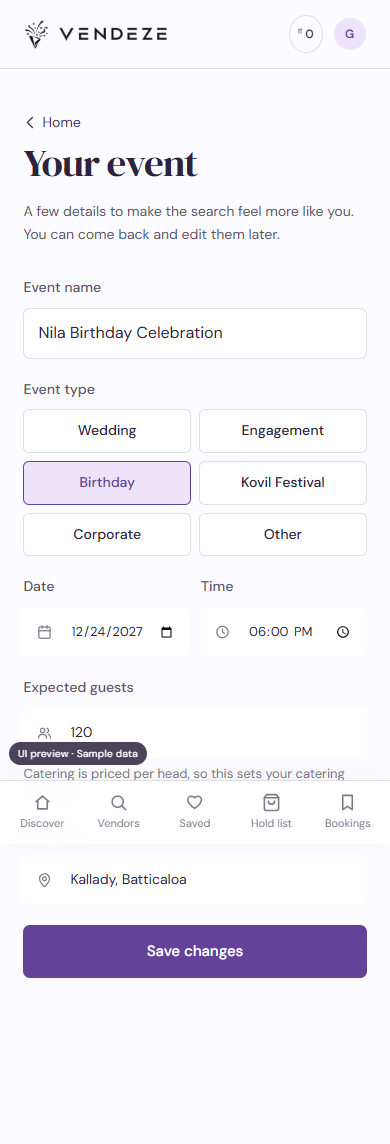 VENDEZE
0
G
Home
Your event
A few details to make the search feel more like you.
You can come back and edit them later.
Event name
Nila Birthday Celebration
Event type
Wedding
Engagement
Birthday
Kovil Festival
Corporate
Other
Date
Time
12/24/2027
06:00 PM
Expected guests
120
UI preview · Sample data
Catering is priced per head, so this sets your catering
Discover
Vendors
Saved
Hold list
Bookings
Kallady, Batticaloa
Save changes